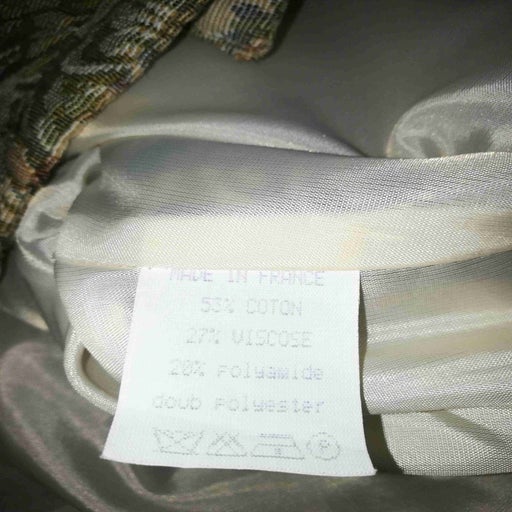 MADE IN FRANCE
53% COTON
27% VISCOSE
20% Polyamide
doub Polyester
P